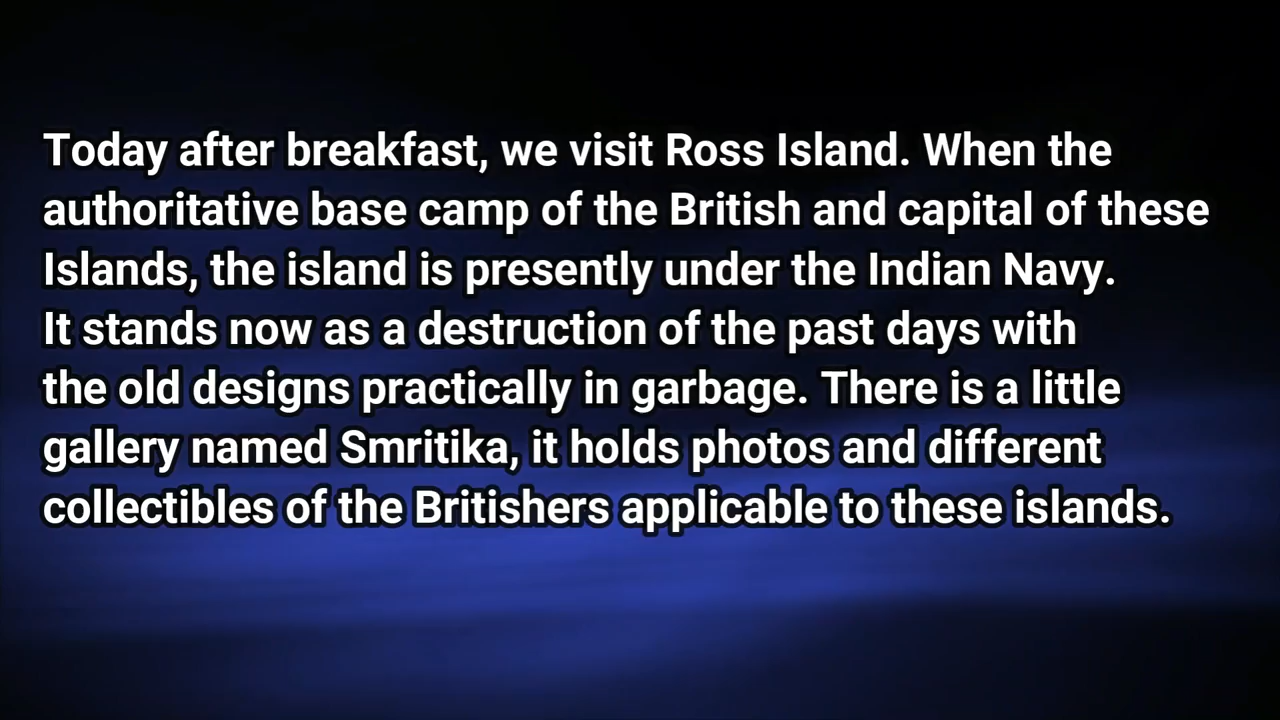 Today after breakfast, we visit Ross Island. When the
authoritative base camp of the British and capital of these
Islands, the island is presently under the Indian Navy.
It stands now as a destruction of the past days with
the old designs practically in garbage. There is a little
gallery named Smritika, it holds photos and different
collectibles of the Britishers applicable to these islands.